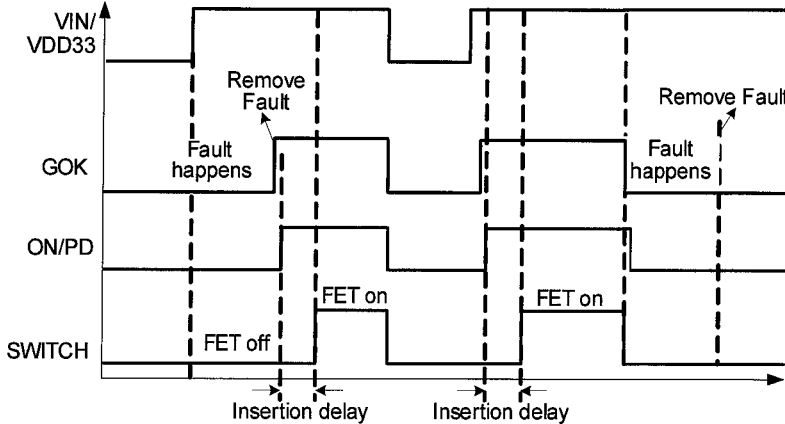 VIN/
VDD33
Remove
Fault
Remove Fault
Fault
happens
GOK
Fault
happens
ON/PD
FET on
FET on
FET off
SWITCH
Insertion delay
Insertion delay